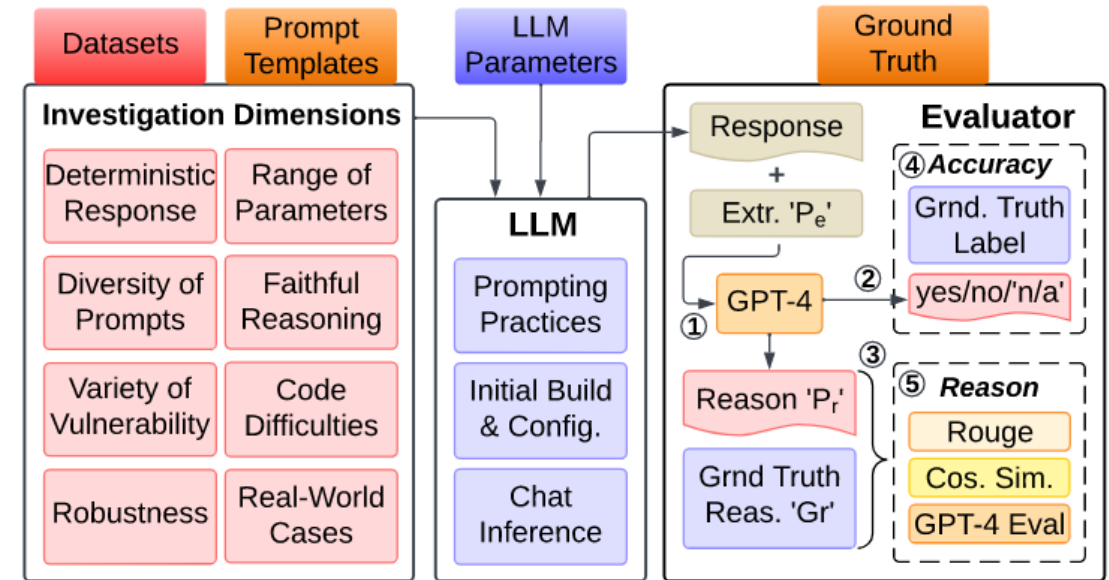 Datasets
Prompt
Templates
LLM
Parameters
Ground
Truth
Investigation Dimensions
Deterministic
Response
Range of
Parameters
Diversity of
Prompts
Faithful
Reasoning
Variety of
Vulnerability
Code
Difficulties
Robustness
Real-World
Cases
LLM
Prompting
Practices
Initial Build
& Config.
Chat
Inference
Evaluator
Response
+
Extr. 'Pe'
GPT-4
①
②
③
Reason 'Pr'
Grnd Truth
Reas. 'Gr'
④ Accuracy
Grnd. Truth
Label
yes/no/'n/a'
⑤ Reason
Rouge
Cos. Sim.
GPT-4 Eval